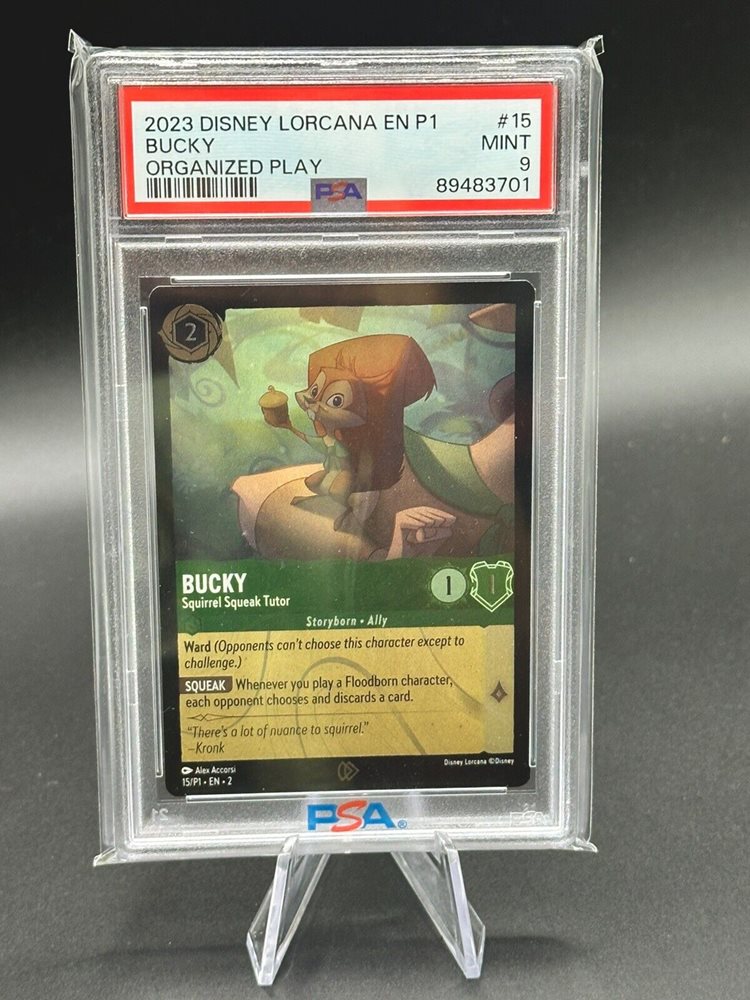 2023 DISNEY LORCANA EN P1 #15
BUCKY MINT
ORGANIZED PLAY 9
PSA 89483701
2
BUCKY 1 1
Squirrel Squeak Tutor
Storyborn • Ally
Ward (Opponents can't choose this character except to
challenge.)
SQUEAK Whenever you play a Floodborn character,
each opponent chooses and discards a card.
"There's a lot of nuance to squirrel."
–Kronk
Alex Accorsi Disney Lorcana ©Disney
15/P1 • EN • 2
PSA®